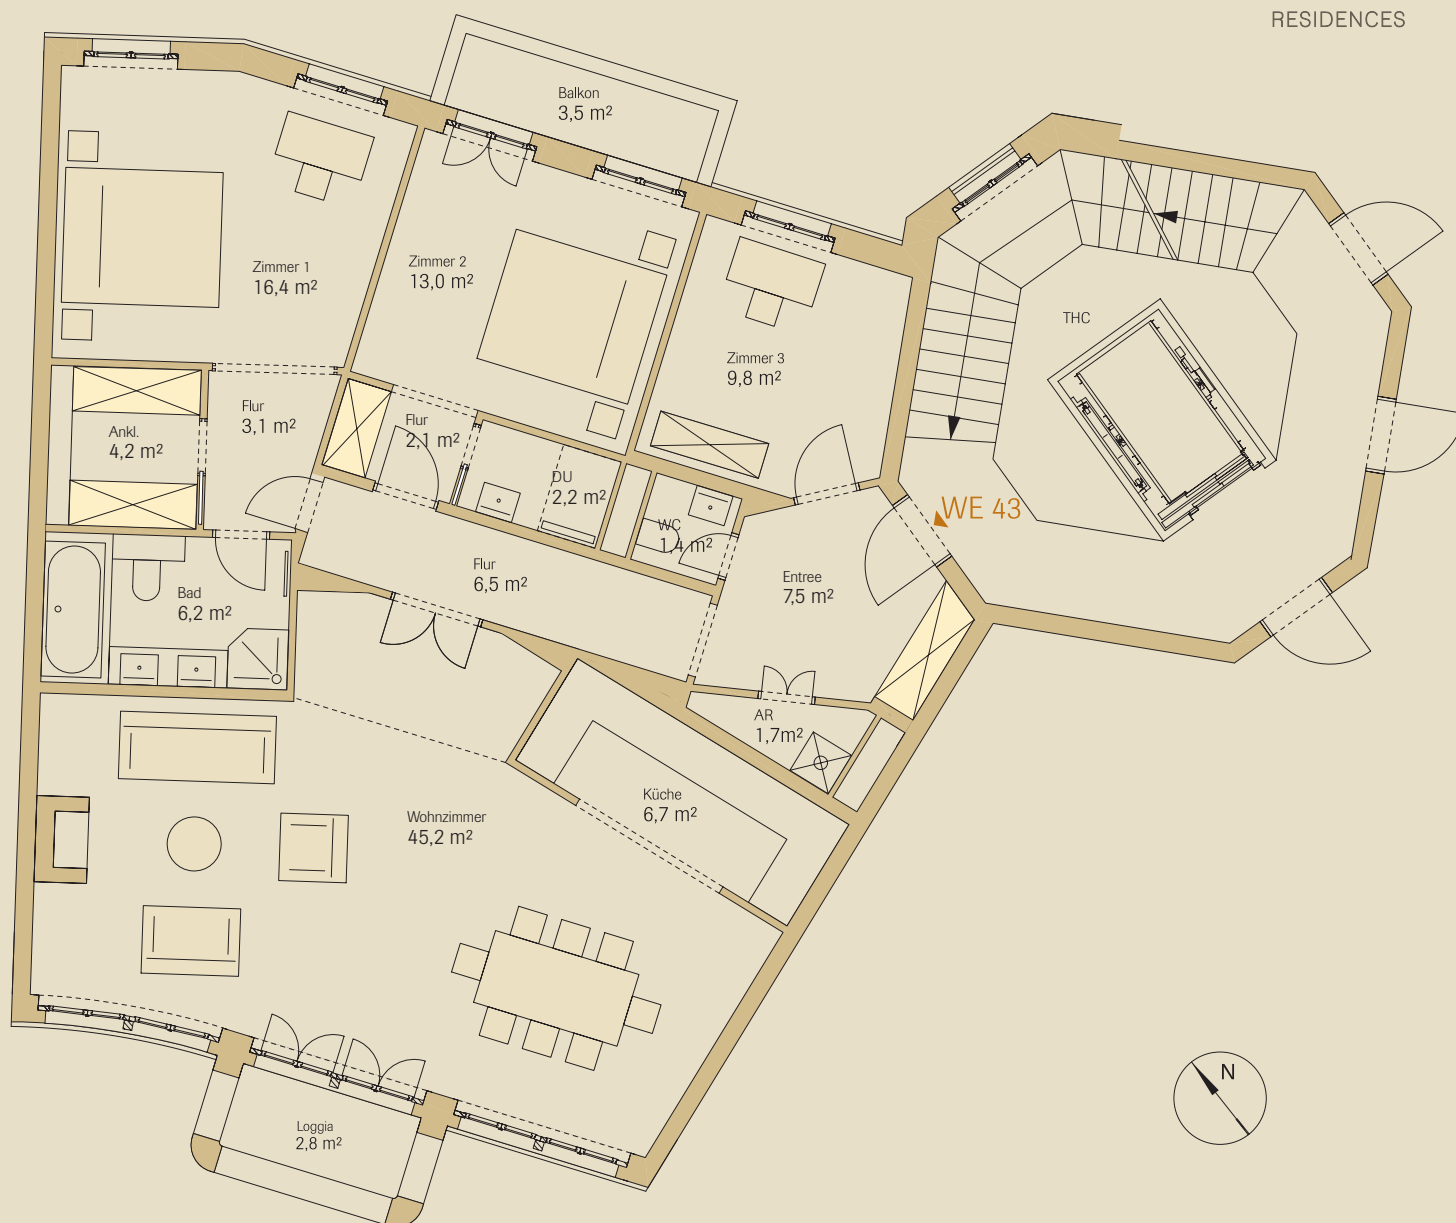 RESIDENCES
Balkon
3,5 m²
Zimmer 1
16,4 m²
Zimmer 2
13,0 m²
Zimmer 3
9,8 m²
THC
Ankl.
4,2 m²
Flur
3,1 m²
Flur
2,1 m²
DU
2,2 m²
WC
1,4 m²
WE 43
Bad
6,2 m²
Flur
6,5 m²
Entree
7,5 m²
AR
1,7m²
Küche
6,7 m²
Wohnzimmer
45,2 m²
Loggia
2,8 m²
N